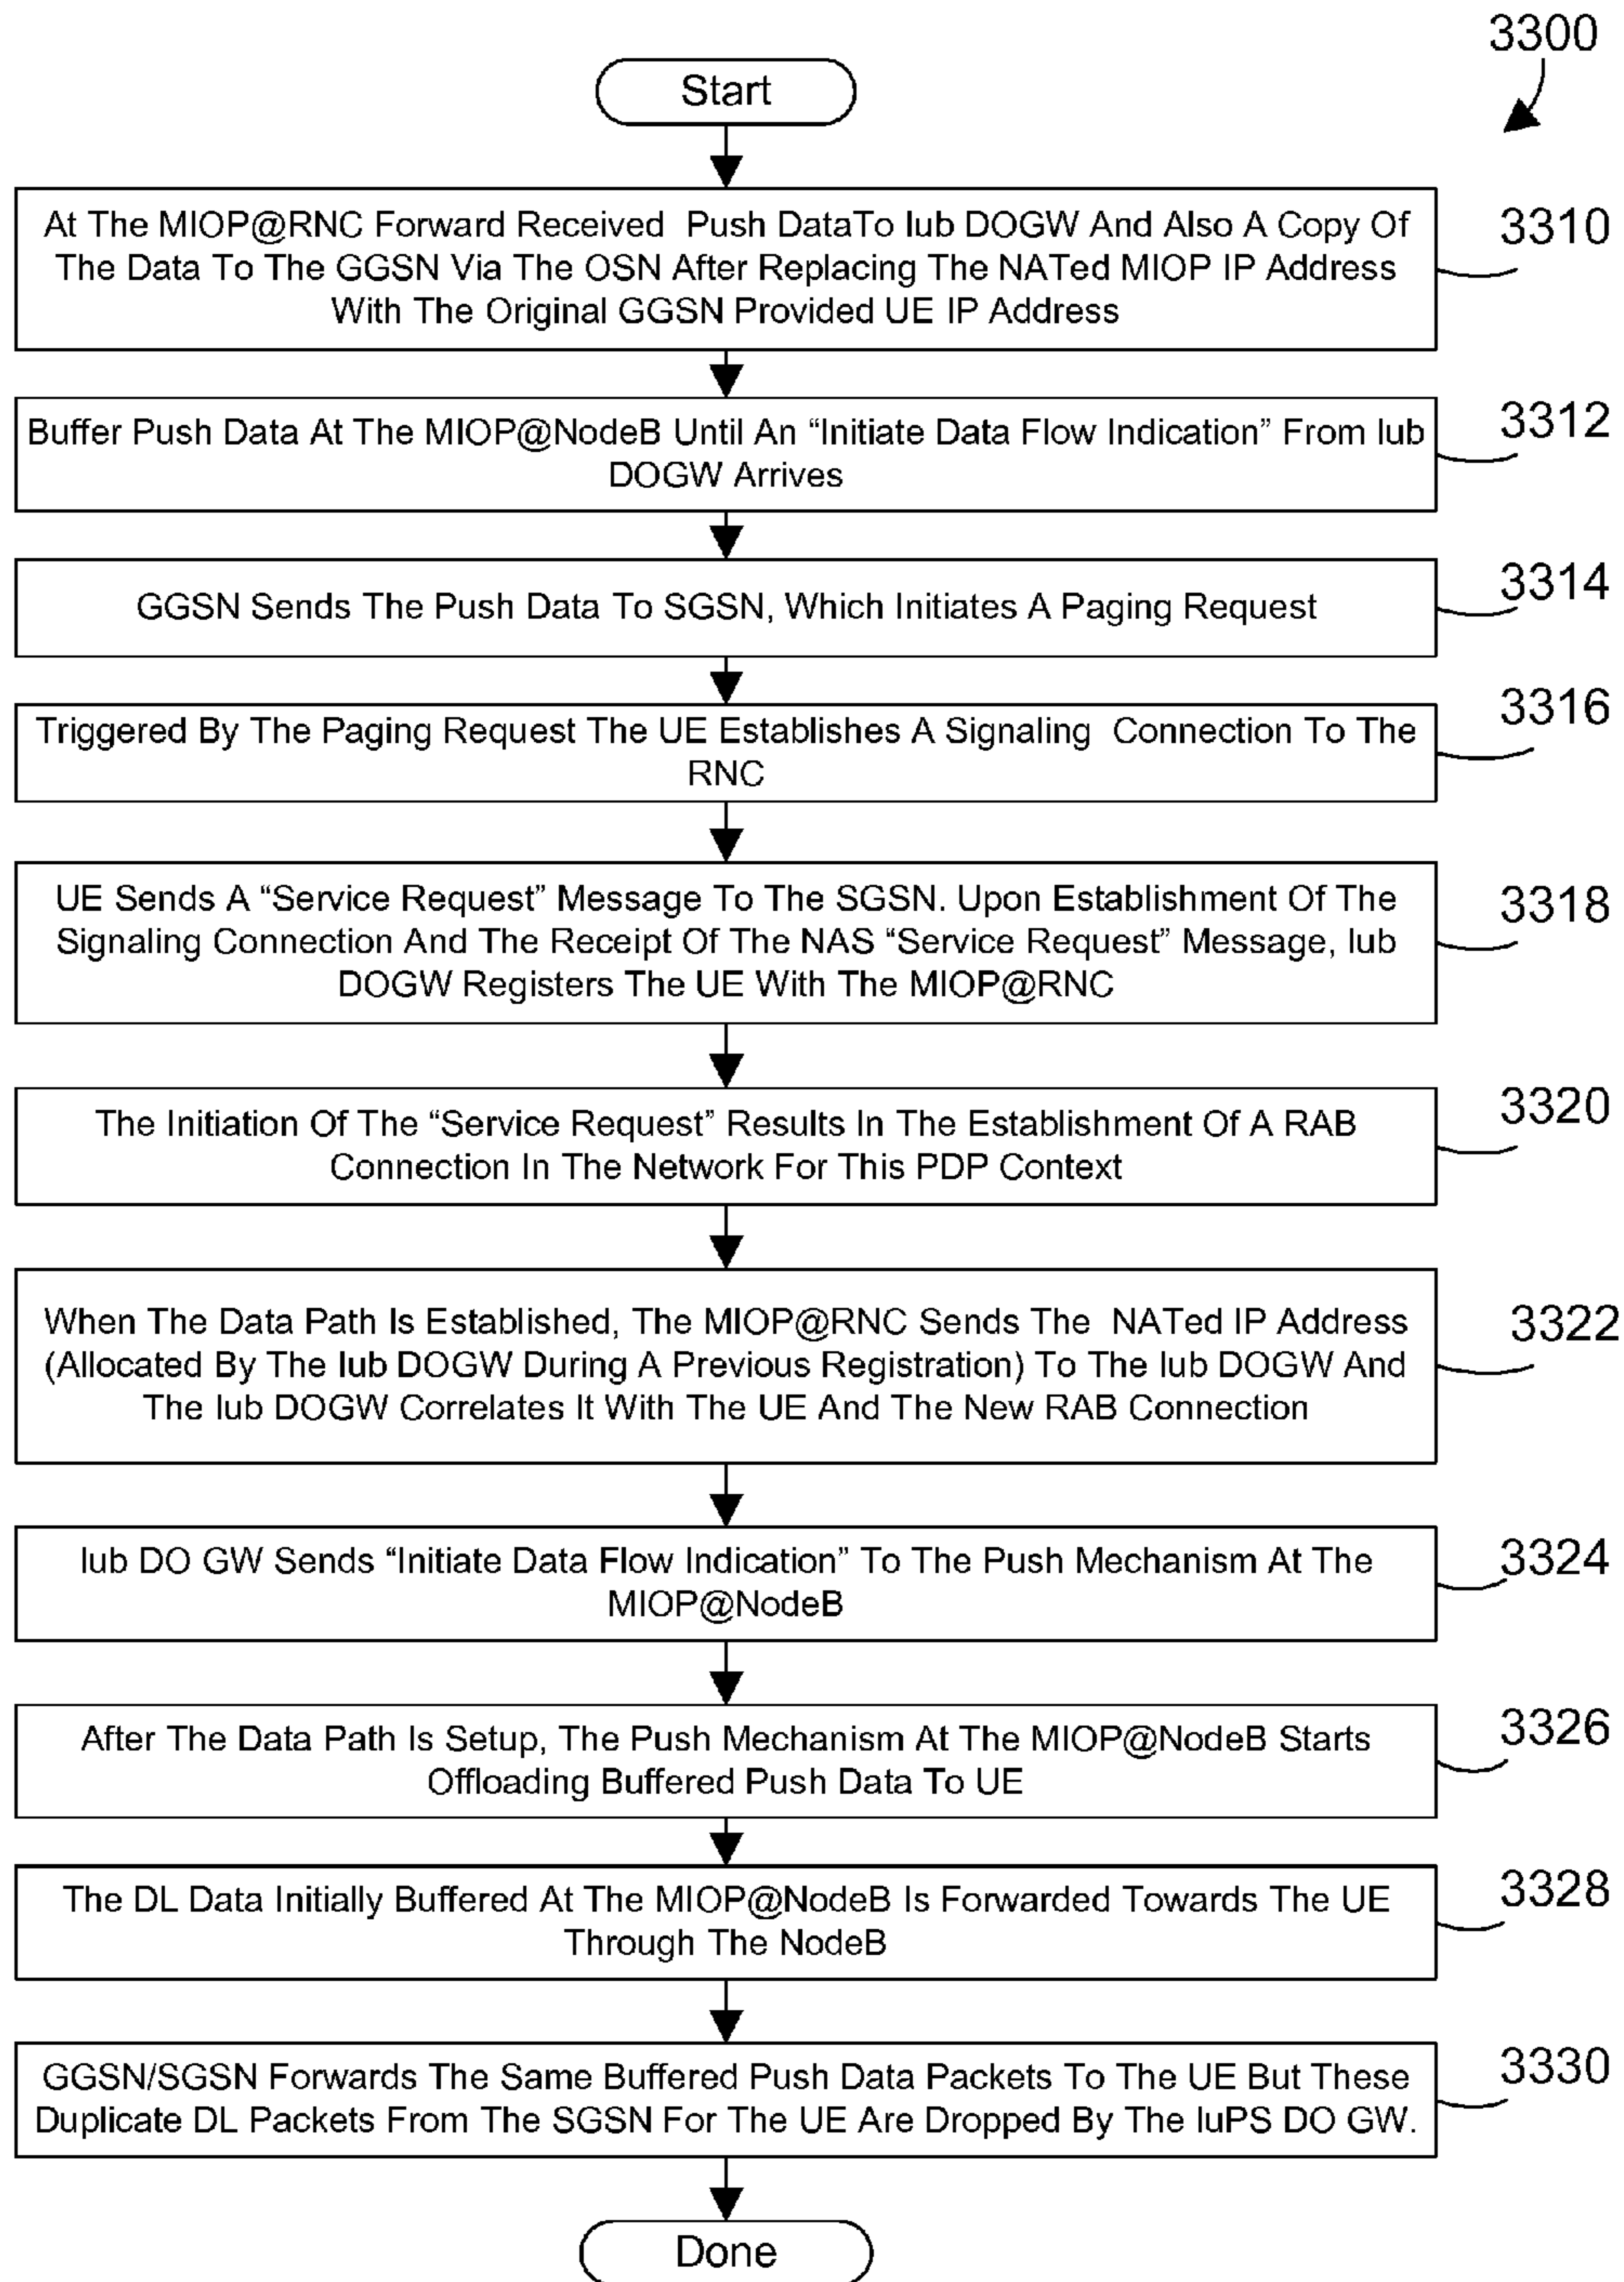 3300
Start
At The MIOP@RNC Forward Received Push DataTo Iub DOGW And Also A Copy Of
The Data To The GGSN Via The OSN After Replacing The NATed MIOP IP Address
With The Original GGSN Provided UE IP Address
3310
Buffer Push Data At The MIOP@NodeB Until An “Initiate Data Flow Indication” From Iub
DOGW Arrives
3312
GGSN Sends The Push Data To SGSN, Which Initiates A Paging Request
3314
Triggered By The Paging Request The UE Establishes A Signaling Connection To The
RNC
3316
UE Sends A “Service Request” Message To The SGSN. Upon Establishment Of The
Signaling Connection And The Receipt Of The NAS “Service Request” Message, Iub
DOGW Registers The UE With The MIOP@RNC
3318
The Initiation Of The “Service Request” Results In The Establishment Of A RAB
Connection In The Network For This PDP Context
3320
When The Data Path Is Established, The MIOP@RNC Sends The NATed IP Address
(Allocated By The Iub DOGW During A Previous Registration) To The Iub DOGW And
The Iub DOGW Correlates It With The UE And The New RAB Connection
3322
Iub DO GW Sends “Initiate Data Flow Indication” To The Push Mechanism At The
MIOP@NodeB
3324
After The Data Path Is Setup, The Push Mechanism At The MIOP@NodeB Starts
Offloading Buffered Push Data To UE
3326
The DL Data Initially Buffered At The MIOP@NodeB Is Forwarded Towards The UE
Through The NodeB
3328
GGSN/SGSN Forwards The Same Buffered Push Data Packets To The UE But These
Duplicate DL Packets From The SGSN For The UE Are Dropped By The IuPS DO GW.
3330
Done